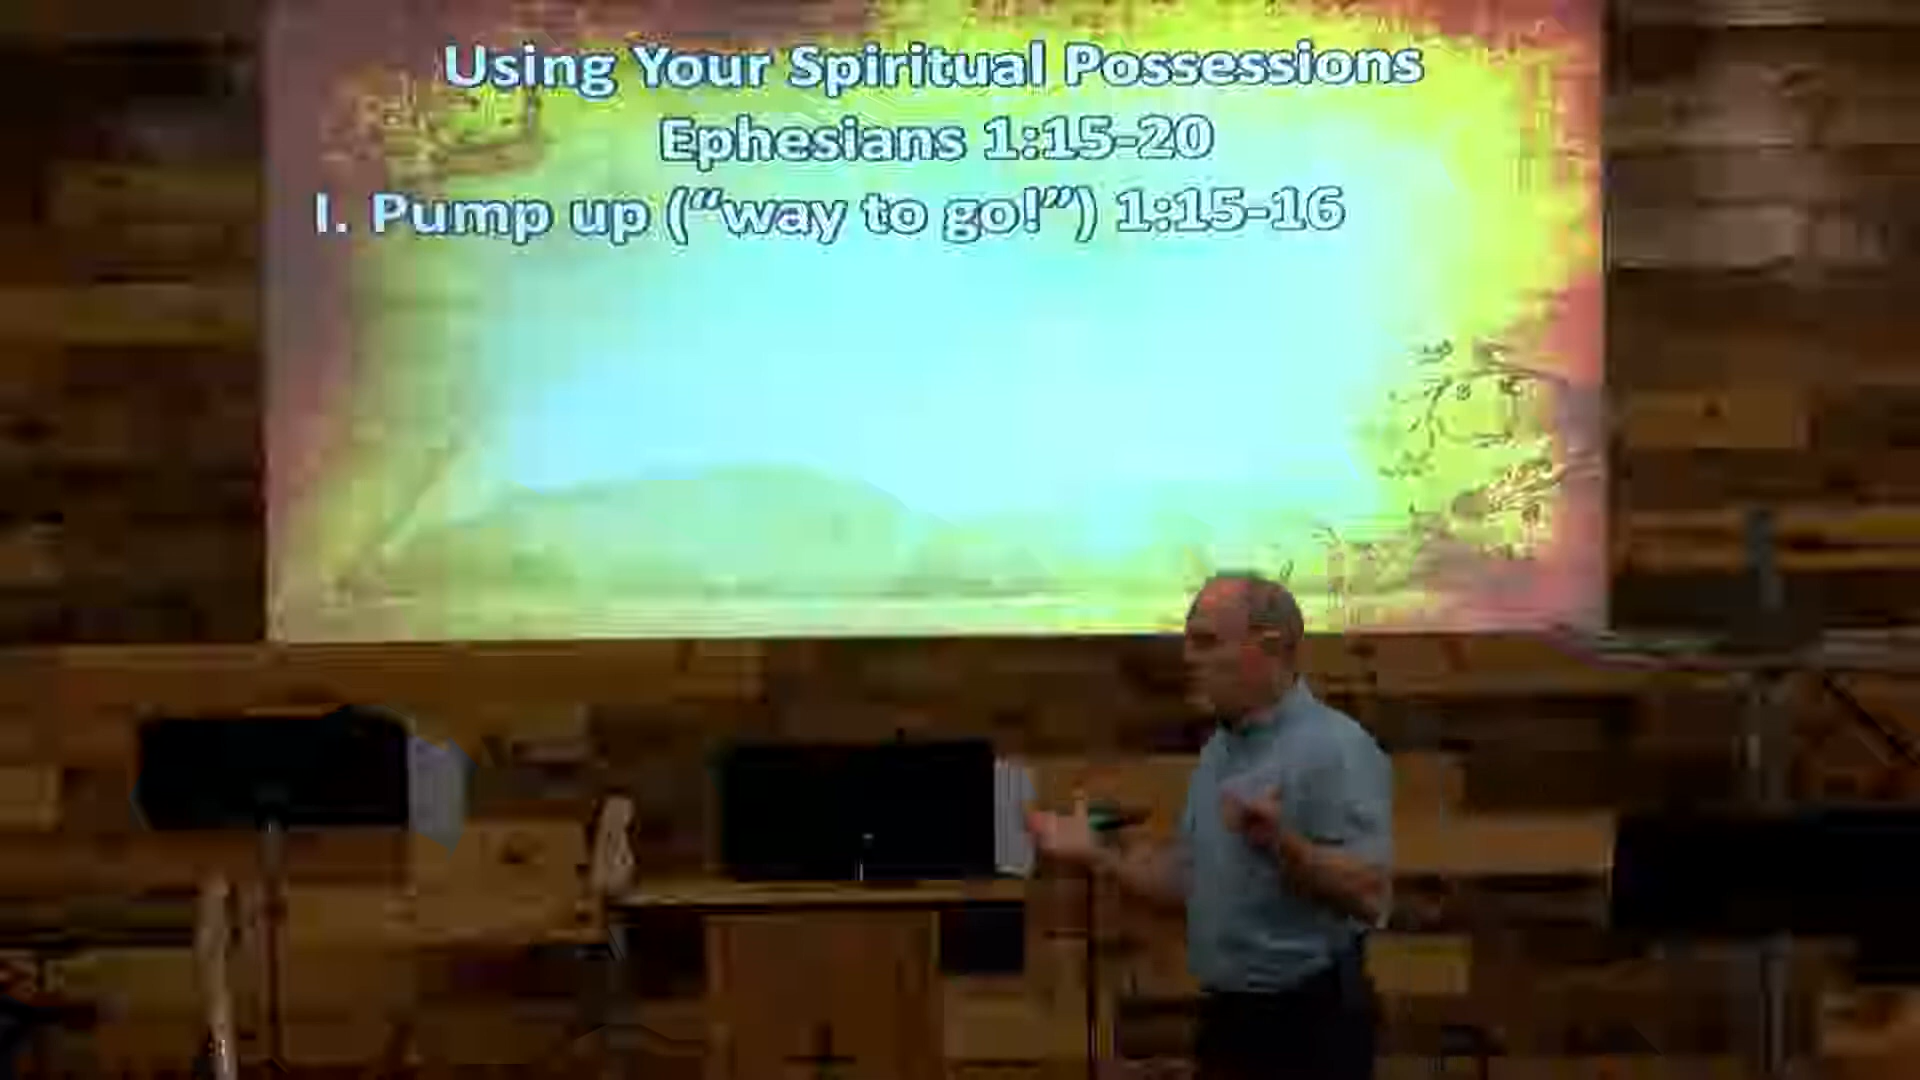 Using Your Spiritual Possessions
Ephesians 1:15-20
I. Pump up (“way to go!”) 1:15-16